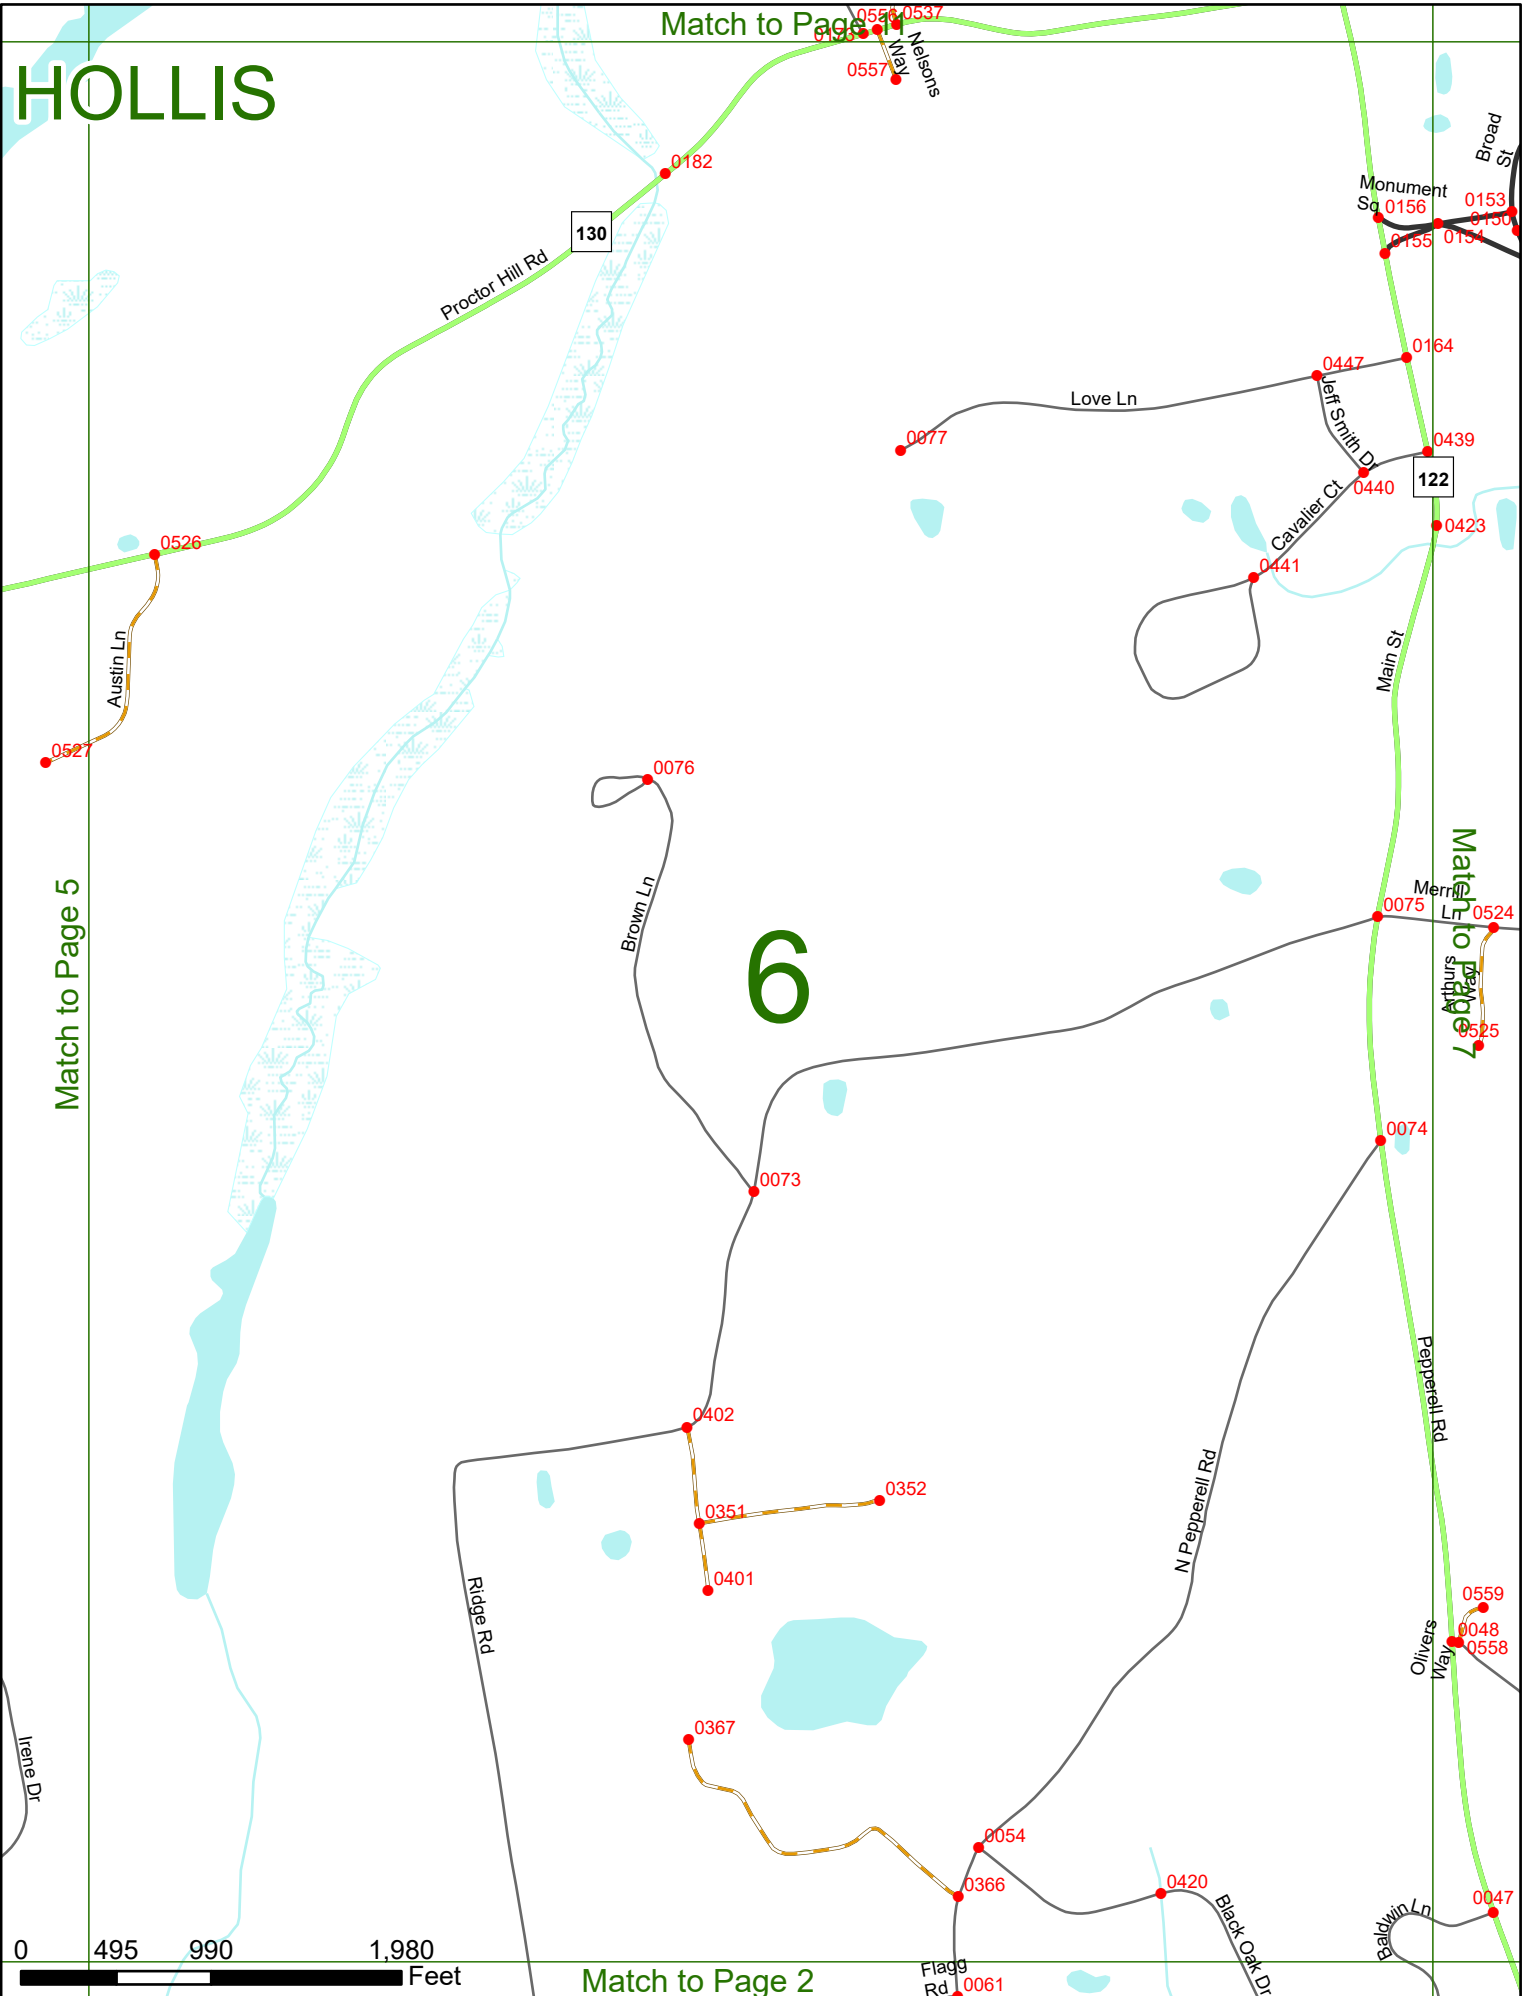 Match to Page 11
HOLLIS
0556
0537
0173
Nelsons
Way
0557
0182
130
Proctor Hill Rd
Broad
St
Monument
Sq
0156
0153
0150
0155
0154
0164
0447
Love Ln
Jeff Smith Dr
0077
0439
122
0440
Cavalier Ct
0423
0441
0526
Austin Ln
0527
Main St
0076
Brown Ln
Match to Page 5
6
Match to Page 7
0075
Merrill
Ln
0524
Arthurs
Way
0525
0074
0073
Pepperell Rd
0402
0352
0351
0401
N Pepperell Rd
Ridge Rd
0559
0048
0558
Olivers
Way
0367
Irene Dr
0054
0366
0420
Black Oak Dr
0047
Baldwin Ln
0 495 990 1,980
Feet
Match to Page 2
Flagg
Rd
0061